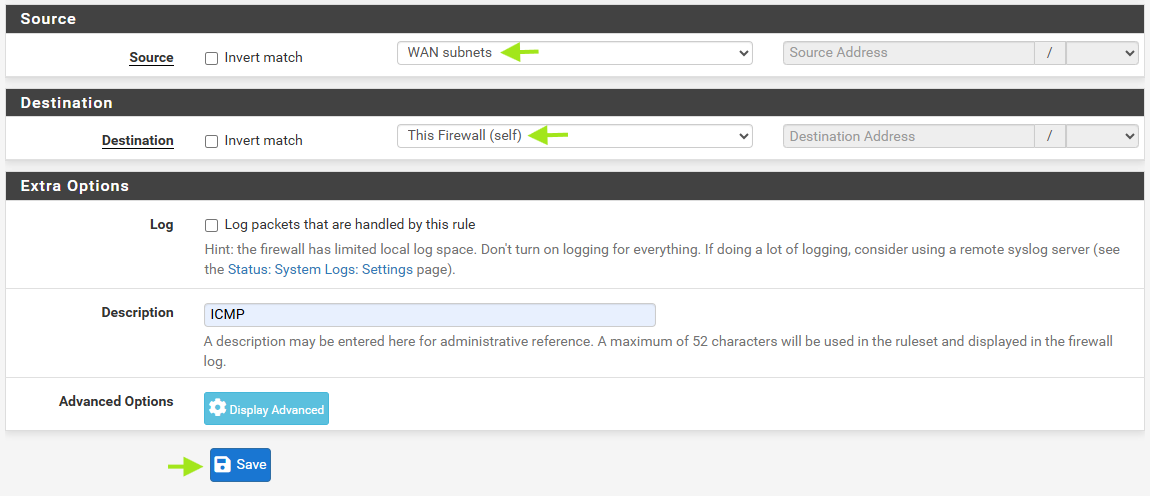 Source
Source Invert match WAN subnets Source Address /
Destination
Destination Invert match This Firewall (self) Destination Address /
Extra Options
Log Log packets that are handled by this rule
Hint: the firewall has limited local log space. Don't turn on logging for everything. If doing a lot of logging, consider using a remote syslog server (see
the Status: System Logs: Settings page).
Description ICMP
A description may be entered here for administrative reference. A maximum of 52 characters will be used in the ruleset and displayed in the firewall
log.
Advanced Options Display Advanced
Save